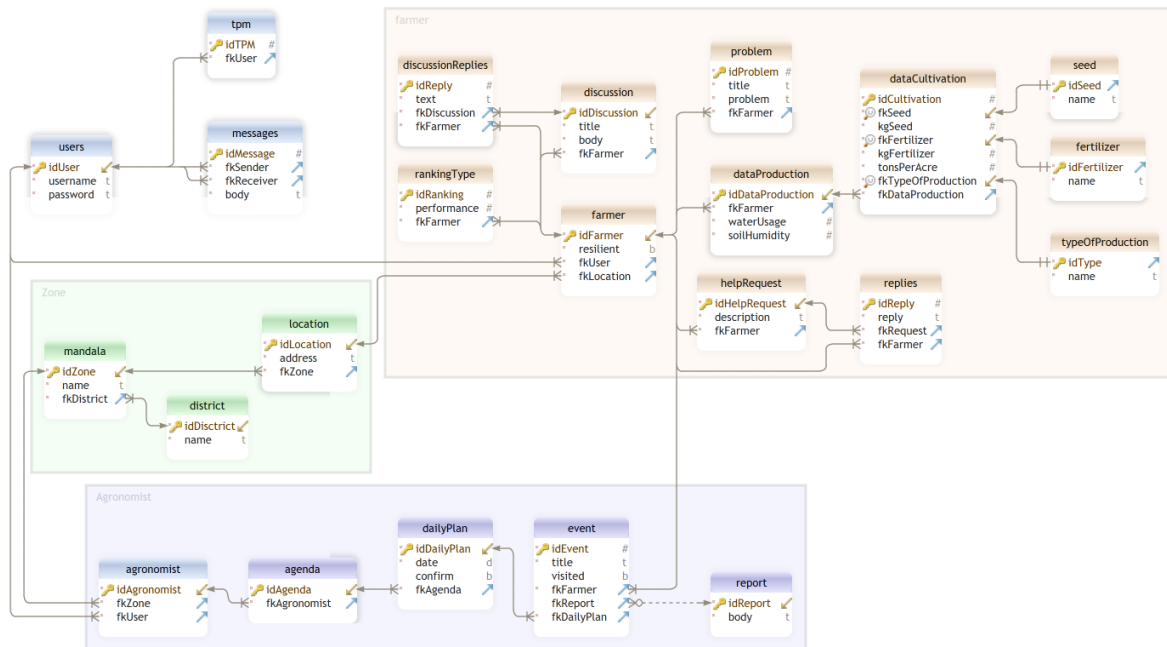 tpm
idTPM #
fkUser
users
idUser
username t
password t
messages
idMessage #
fkSender
fkReceiver
body t
farmer
discussionReplies
idReply #
text t
fkDiscussion
fkFarmer
discussion
idDiscussion
title t
body t
fkFarmer
problem
idProblem #
title t
problem t
fkFarmer
dataCultivation
idCultivation #
fkSeed
kgSeed #
fkFertilizer
kgFertilizer #
tonsPerAcre #
fkTypeOfProduction
fkDataProduction
seed
idSeed
name t
fertilizer
idFertilizer
name t
rankingType
idRanking #
performance #
fkFarmer
farmer
idFarmer
resilient b
fkUser
fkLocation
dataProduction
idDataProduction
fkFarmer
waterUsage #
soilHumidity #
typeOfProduction
idType
name t
helpRequest
idHelpRequest
description t
fkFarmer
replies
idReply #
reply t
fkRequest
fkFarmer
Zone
location
idLocation
address t
fkZone
mandala
idZone
name t
fkDistrict
district
idDisctrict
name t
Agronomist
agronomist
idAgronomist
fkZone
fkUser
agenda
idAgenda
fkAgronomist
dailyPlan
idDailyPlan
date d
confirm b
fkAgenda
event
idEvent #
title t
visited b
fkFarmer
fkReport
fkDailyPlan
report
idReport
body t